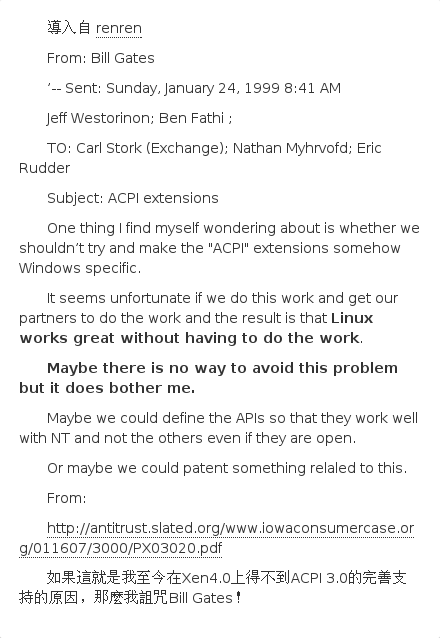 導入自 renren
From: Bill Gates
’-- Sent: Sunday, January 24, 1999 8:41 AM
Jeff Westorinon; Ben Fathi ;
TO: Carl Stork (Exchange); Nathan Myhrvofd; Eric
Rudder
Subject: ACPI extensions
One thing I find myself wondering about is whether we
shouldn’t try and make the "ACPI" extensions somehow
Windows specific.
It seems unfortunate if we do this work and get our
partners to do the work and the result is that Linux
works great without having to do the work.
Maybe there is no way to avoid this problem
but it does bother me.
Maybe we could define the APIs so that they work well
with NT and not the others even if they are open.
Or maybe we could patent something relaled to this.
From:
http://antitrust.slated.org/www.iowaconsumercase.or
g/011607/3000/PX03020.pdf
如果這就是我至今在Xen4.0上得不到ACPI 3.0的完善支
持的原因，那麼我詛咒Bill Gates！